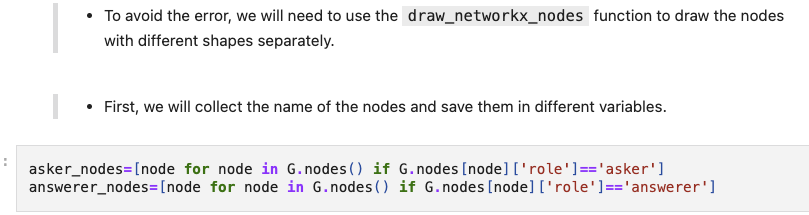 • To avoid the error, we will need to use the draw_networkx_nodes function to draw the nodes
with different shapes separately.
• First, we will collect the name of the nodes and save them in different variables.
:
asker_nodes=[node for node in G.nodes() if G.nodes[node]['role']=='asker']
answerer_nodes=[node for node in G.nodes() if G.nodes[node]['role']=='answerer']